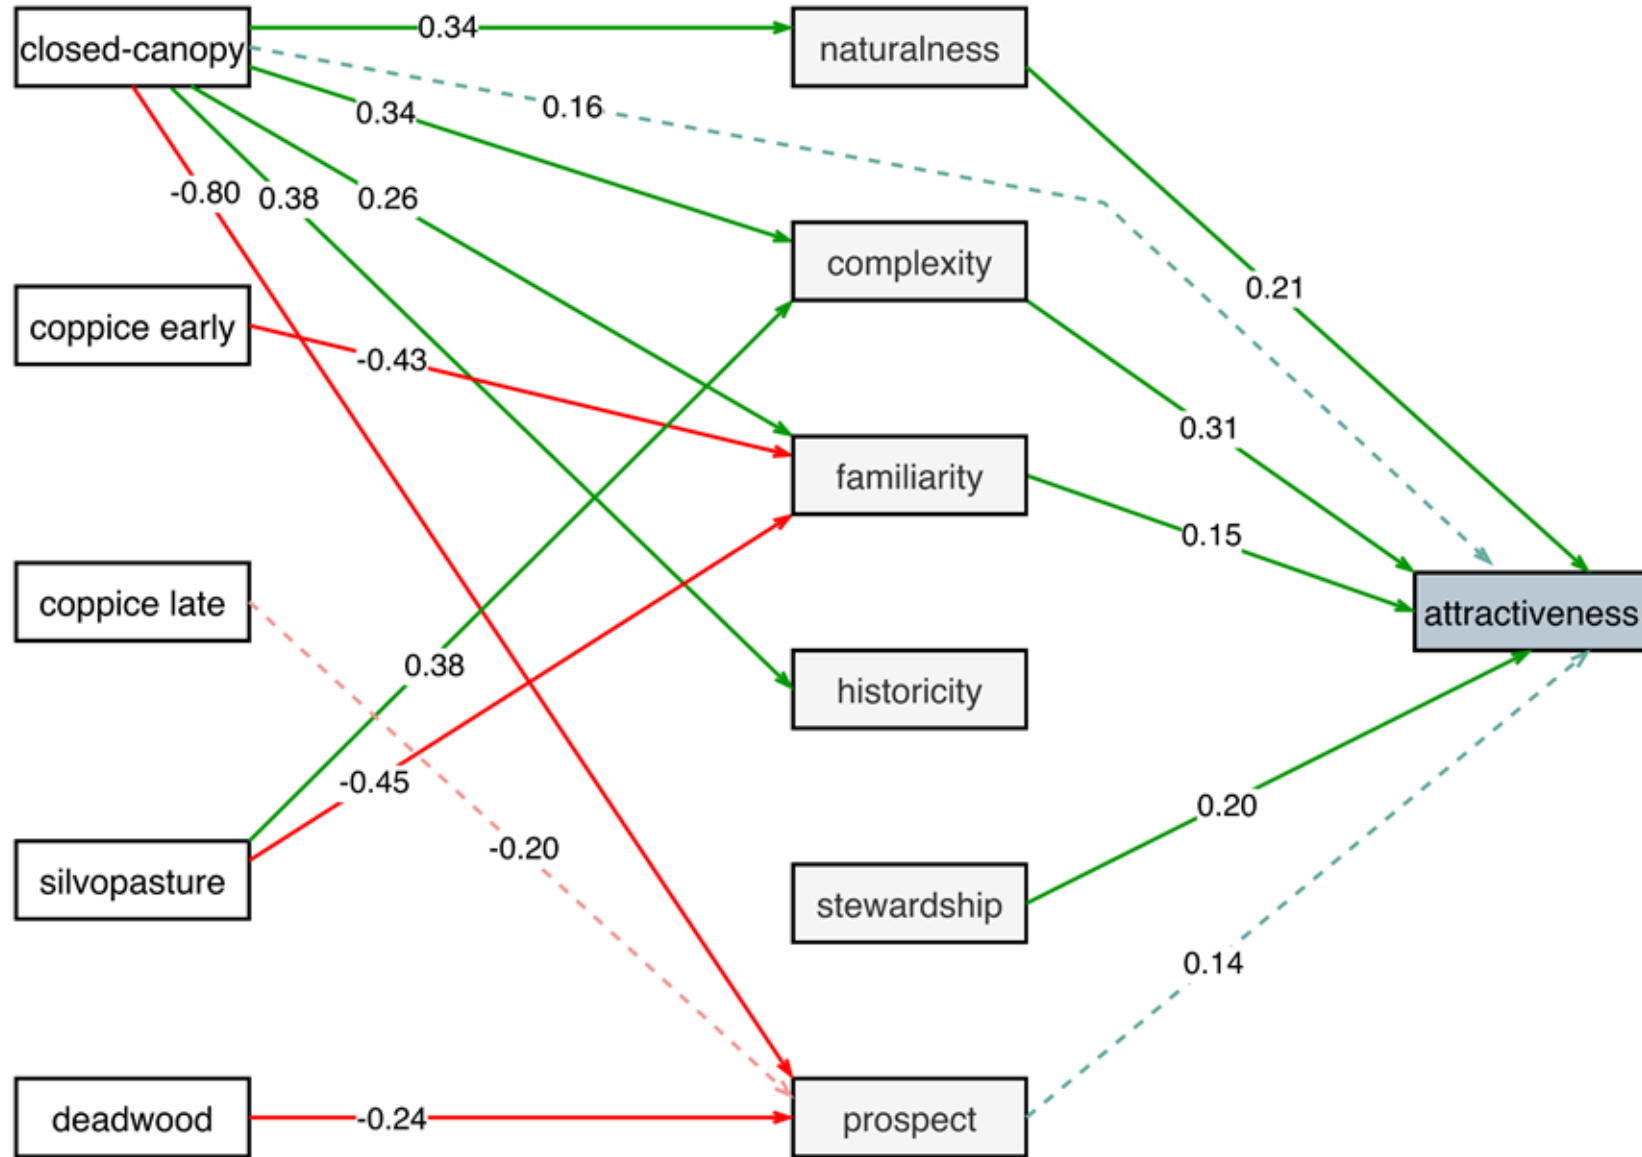 closed-canopy
0.34
naturalness
0.34
0.16
-0.80
0.38
0.26
complexity
0.21
coppice early
-0.43
0.31
familiarity
0.15
coppice late
attractiveness
0.38
historicity
-0.45
-0.20
0.20
silvopasture
stewardship
0.14
deadwood
-0.24
prospect